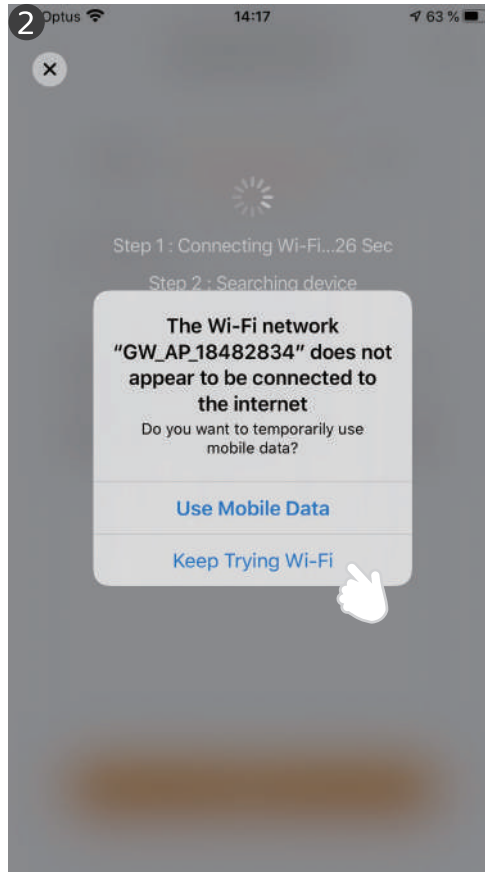 2 Optus 14:17 63 %
×
Step 1 : Connecting Wi-Fi...26 Sec
Step 2 : Searching device
The Wi-Fi network
“GW_AP_18482834” does not
appear to be connected to
the internet
Do you want to temporarily use
mobile data?
Use Mobile Data
Keep Trying Wi-Fi